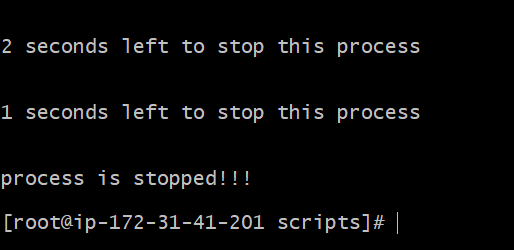 2 seconds left to stop this process
1 seconds left to stop this process
process is stopped!!!
[root@ip-172-31-41-201 scripts]#